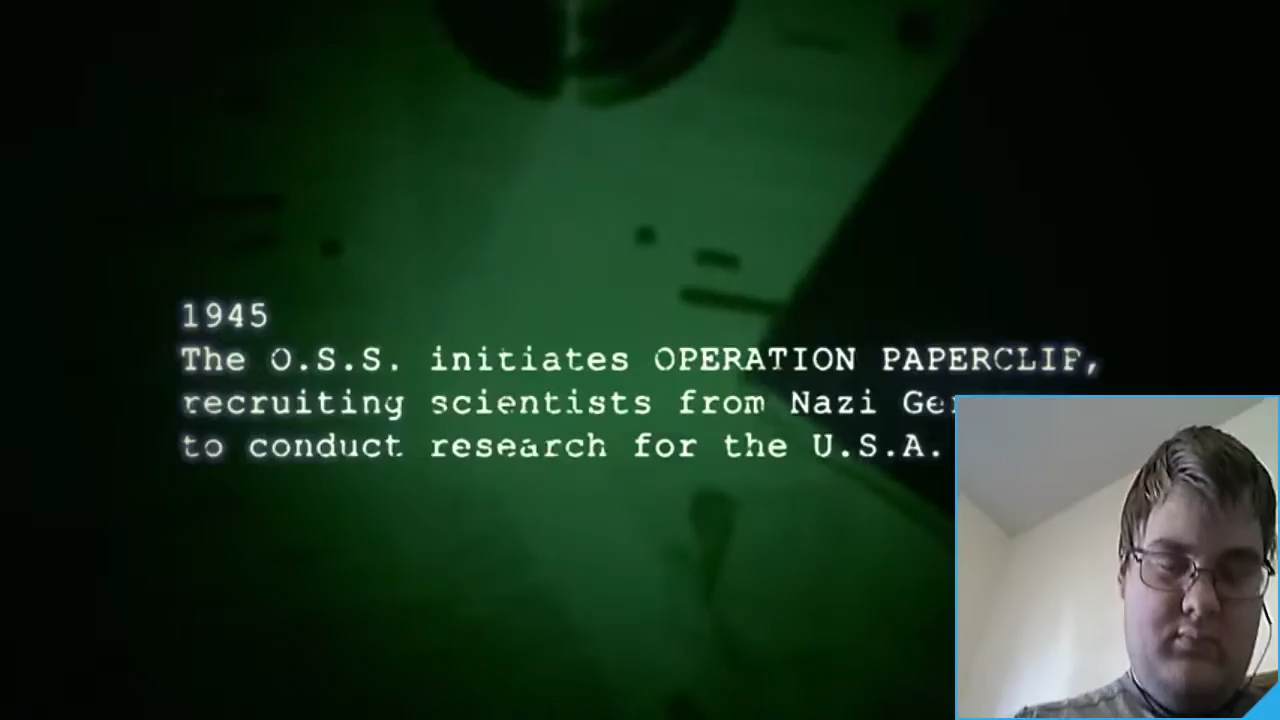 1945
The O.S.S. initiates OPERATION PAPERCLIP,
recruiting scientists from Nazi
to conduct research for the U.S.A.